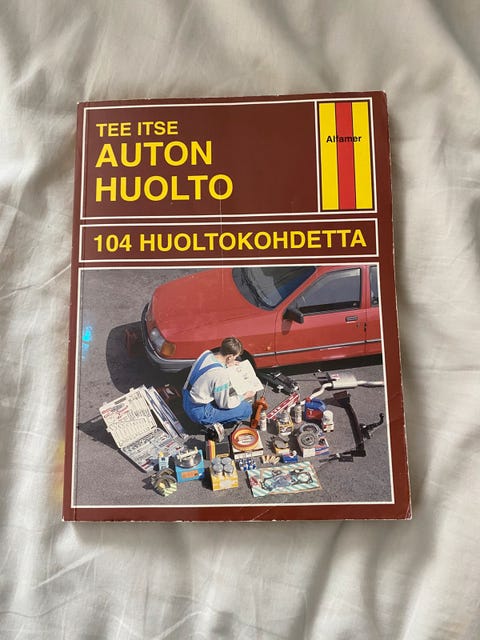 TEE ITSE
AUTON
HUOLTO
Alfamer
104 HUOLTOKOHDETTA